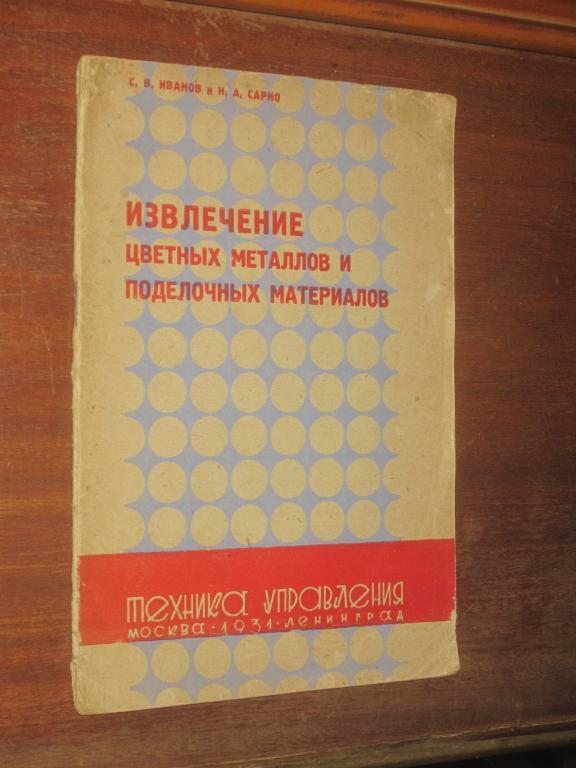 С. В. ИВАНОВ и Н. А. САРНО
ИЗВЛЕЧЕНИЕ
ЦВЕТНЫХ МЕТАЛЛОВ И
ПОДЕЛОЧНЫХ МАТЕРИАЛОВ
ТЕХНИКА УПРАВЛЕНИЯ
МОСКВА · 1931 · ЛЕНИНГРАД